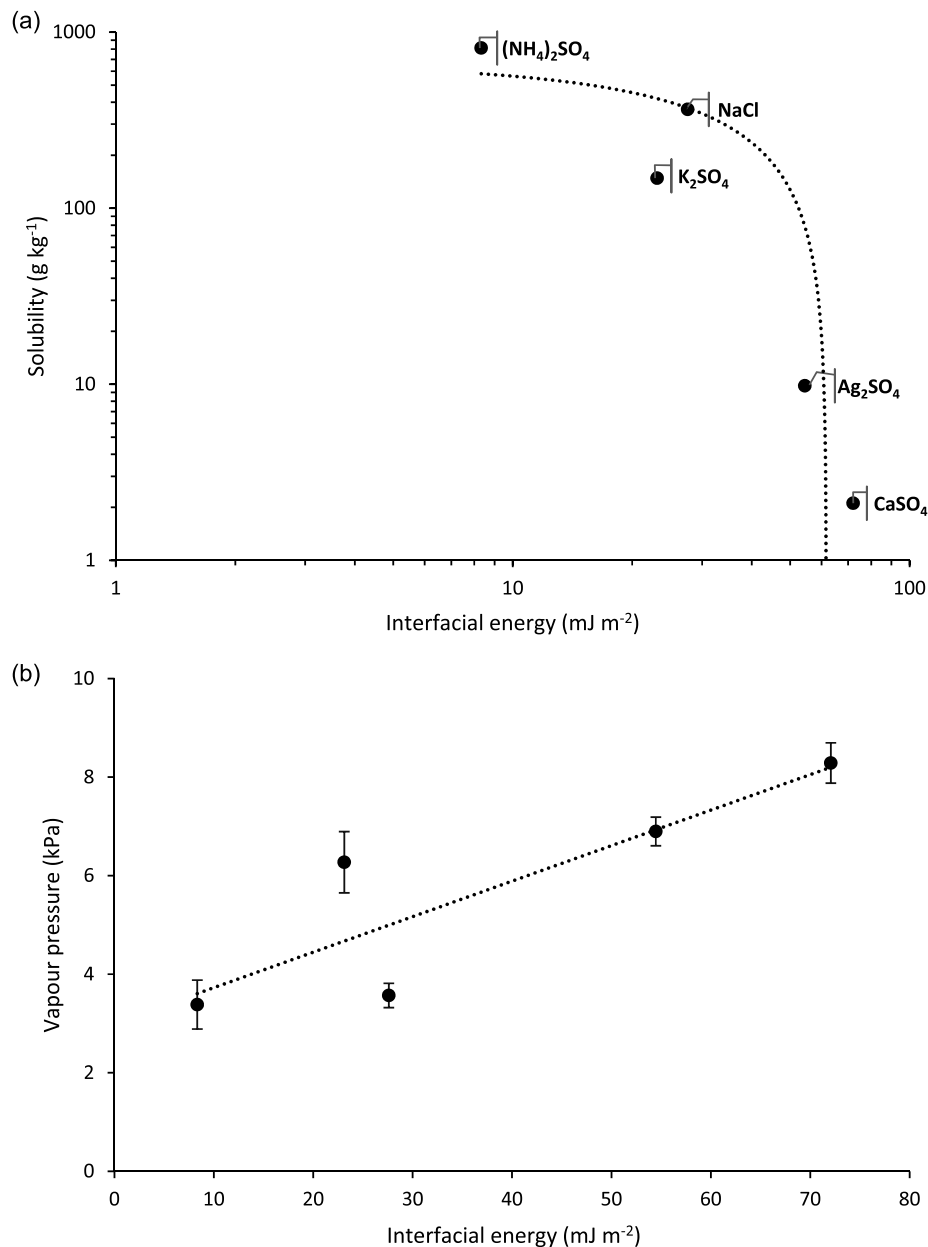 (a)
1000
100
10
1
Solubility (g kg⁻¹)
(NH₄)₂SO₄
NaCl
K₂SO₄
Ag₂SO₄
CaSO₄
1
10
100
Interfacial energy (mJ m⁻²)
(b)
10
8
6
4
2
0
Vapour pressure (kPa)
0
10
20
30
40
50
60
70
80
Interfacial energy (mJ m⁻²)